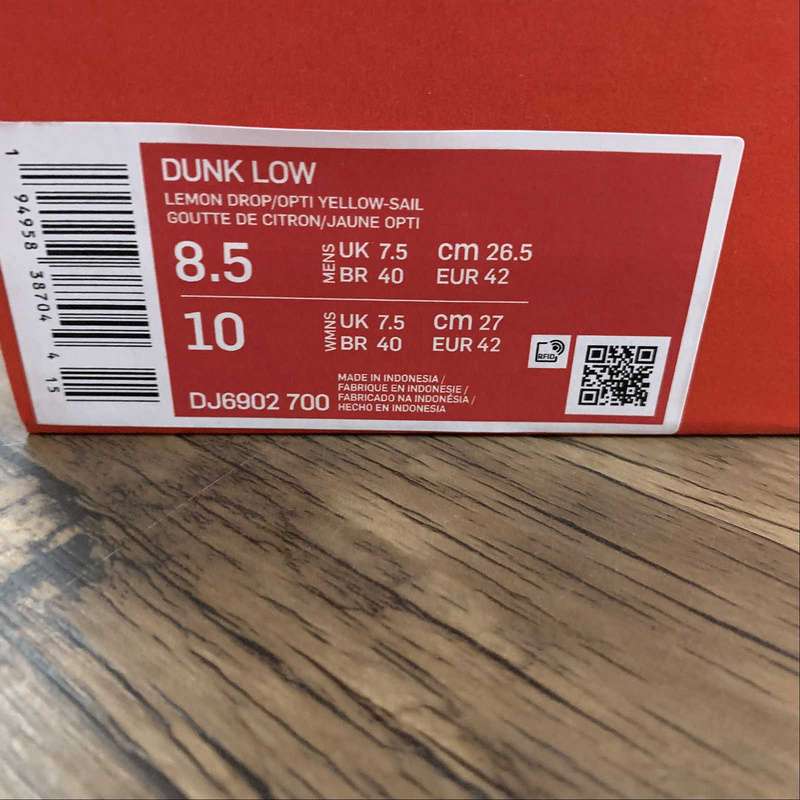 DUNK LOW
LEMON DROP/OPTI YELLOW-SAIL
GOUTTE DE CITRON/JAUNE OPTI
8.5 MENS UK 7.5 cm 26.5
BR 40 EUR 42
10 WMNS UK 7.5 cm 27
BR 40 EUR 42
RFID
DJ6902 700
MADE IN INDONESIA /
FABRIQUE EN INDONESIE /
FABRICADO NA INDONÉSIA /
HECHO EN INDONESIA
1 94958 38704 4 15